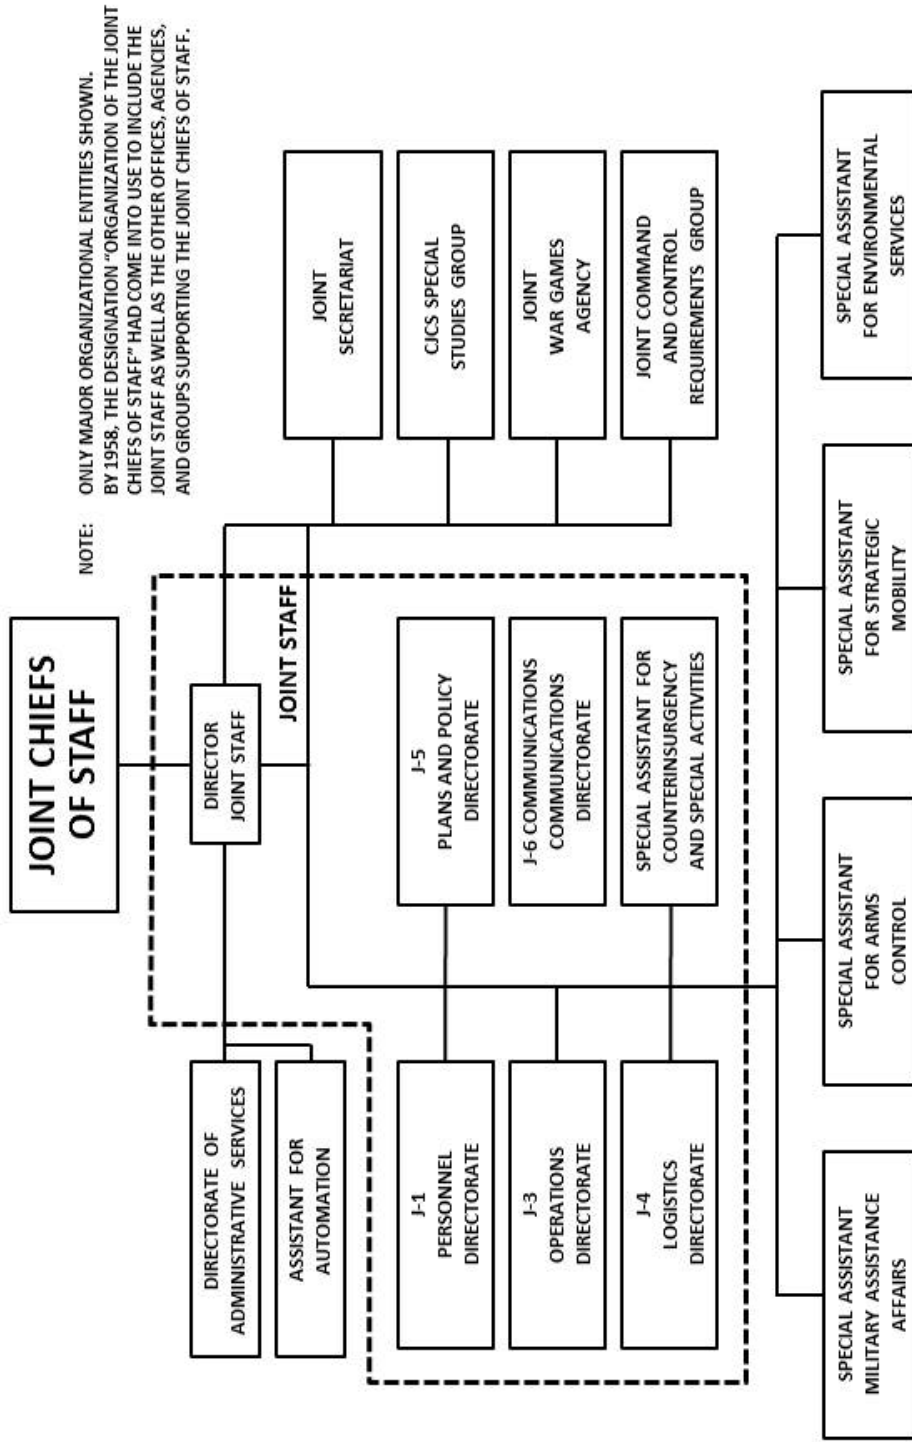 JOINT CHIEFS
OF STAFF
NOTE: ONLY MAJOR ORGANIZATIONAL ENTITIES SHOWN.
BY 1958, THE DESIGNATION "ORGANIZATION OF THE JOINT
CHIEFS OF STAFF" HAD COME INTO USE TO INCLUDE THE
JOINT STAFF AS WELL AS THE OTHER OFFICES, AGENCIES,
AND GROUPS SUPPORTING THE JOINT CHIEFS OF STAFF.
DIRECTOR
JOINT STAFF
JOINT STAFF
DIRECTORATE OF
ADMINISTRATIVE SERVICES
ASSISTANT FOR
AUTOMATION
JOINT
SECRETARIAT
CJCS SPECIAL
STUDIES GROUP
JOINT
WAR GAMES
AGENCY
JOINT COMMAND
AND CONTROL
REQUIREMENTS GROUP
J-1
PERSONNEL
DIRECTORATE
J-3
OPERATIONS
DIRECTORATE
J-4
LOGISTICS
DIRECTORATE
J-5
PLANS AND POLICY
DIRECTORATE
J-6 COMMUNICATIONS
COMMUNICATIONS
DIRECTORATE
SPECIAL ASSISTANT FOR
COUNTERINSURGENCY
AND SPECIAL ACTIVITIES
SPECIAL ASSISTANT
MILITARY ASSISTANCE
AFFAIRS
SPECIAL ASSISTANT
FOR ARMS
CONTROL
SPECIAL ASSISTANT
FOR STRATEGIC
MOBILITY
SPECIAL ASSISTANT
FOR ENVIRONMENTAL
SERVICES